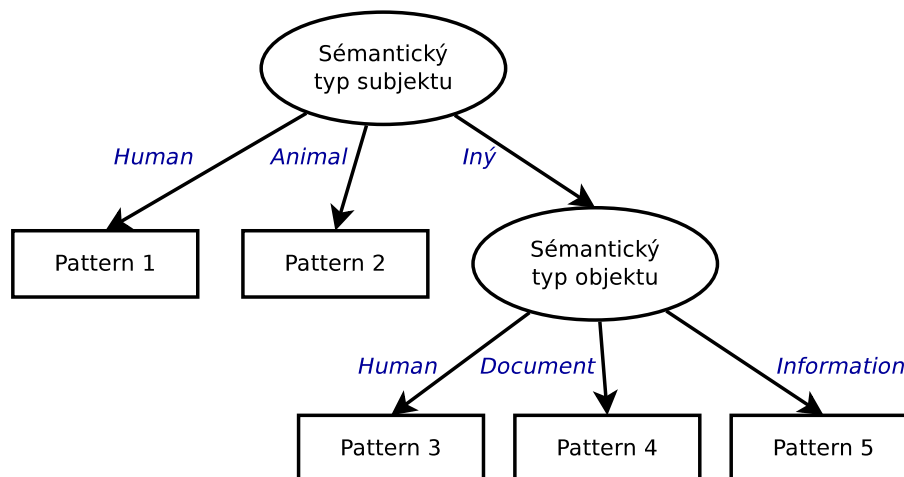 Sémantický
typ subjektu
Human
Animal
Iný
Pattern 1
Pattern 2
Sémantický
typ objektu
Human
Document
Information
Pattern 3
Pattern 4
Pattern 5